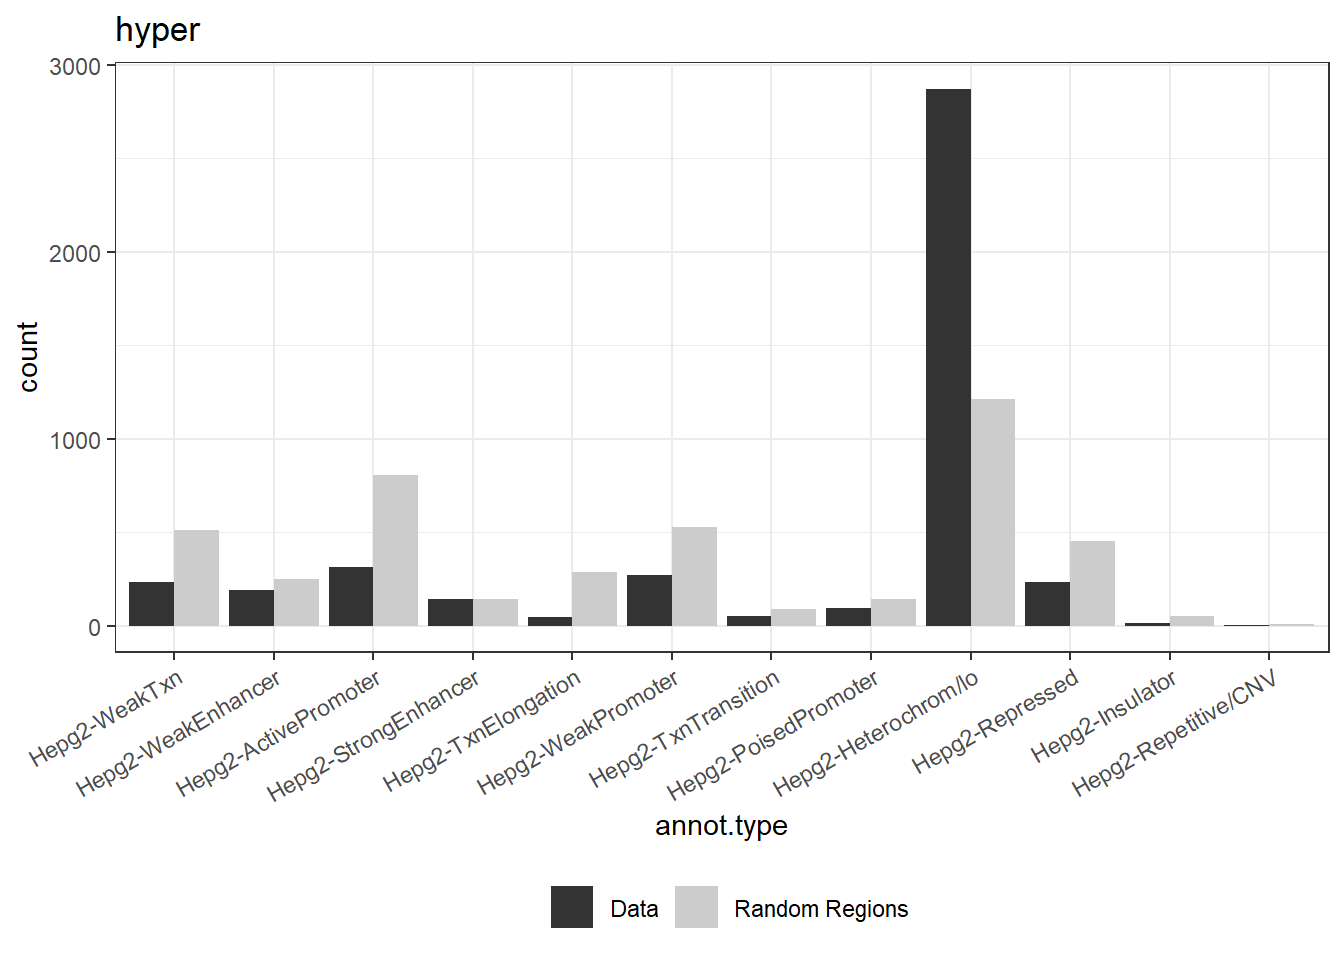 hyper
3000
2000
1000
0
count
Hepg2-WeakTxn
Hepg2-WeakEnhancer
Hepg2-ActivePromoter
Hepg2-StrongEnhancer
Hepg2-TxnElongation
Hepg2-WeakPromoter
Hepg2-TxnTransition
Hepg2-PoisedPromoter
Hepg2-Heterochrom/lo
Hepg2-Repressed
Hepg2-Insulator
Hepg2-Repetitive/CNV
annot.type
Data Random Regions